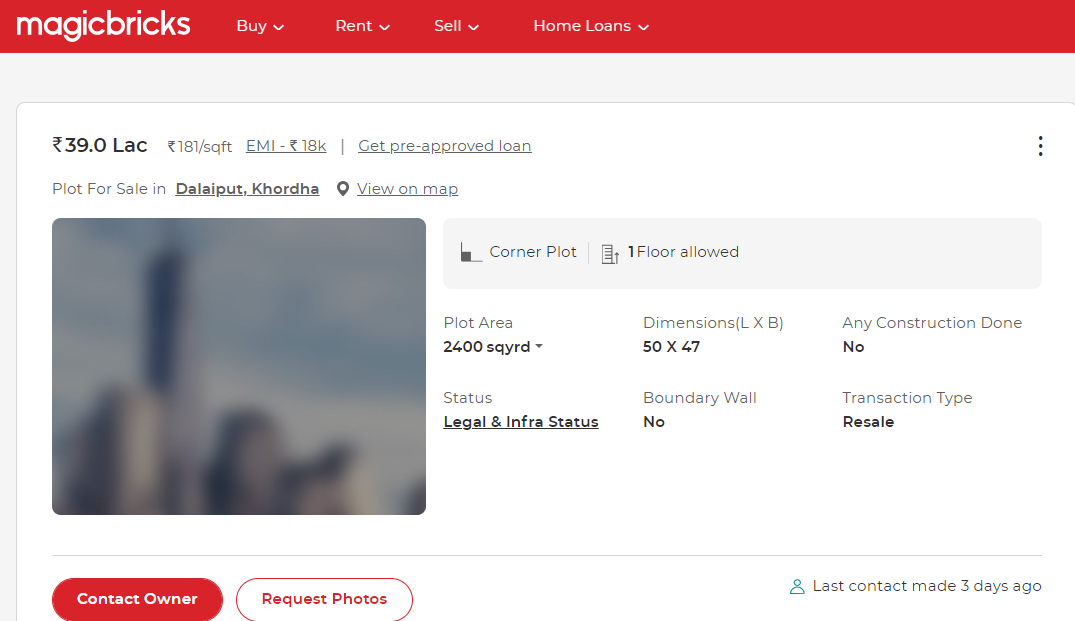 magicbricks Buy Rent Sell Home Loans
₹39.0 Lac ₹181/sqft EMI - ₹ 18k | Get pre-approved loan
Plot For Sale in Dalaiput, Khordha View on map
Corner Plot 1 Floor allowed
Plot Area Dimensions(L X B) Any Construction Done
2400 sqyrd 50 X 47 No
Status Boundary Wall Transaction Type
Legal & Infra Status No Resale
Contact Owner Request Photos Last contact made 3 days ago